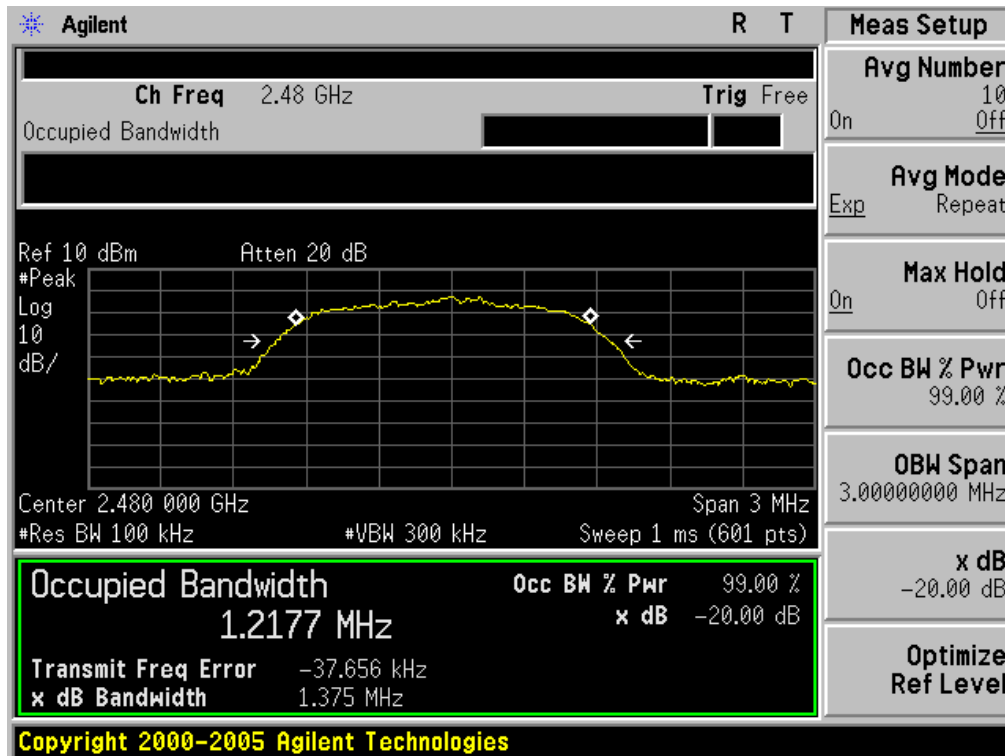 Agilent R T Meas Setup
Ch Freq 2.48 GHz Trig Free
Occupied Bandwidth
Avg Number
10
On Off
Avg Mode
Exp Repeat
Max Hold
On Off
Occ BW % Pwr
99.00 %
OBW Span
3.00000000 MHz
x dB
-20.00 dB
Optimize
Ref Level
Ref 10 dBm Atten 20 dB
#Peak
Log
10
dB/
Center 2.480 000 GHz Span 3 MHz
#Res BW 100 kHz #VBW 300 kHz Sweep 1 ms (601 pts)
Occupied Bandwidth Occ BW % Pwr 99.00 %
1.2177 MHz x dB -20.00 dB
Transmit Freq Error -37.656 kHz
x dB Bandwidth 1.375 MHz
Copyright 2000-2005 Agilent Technologies